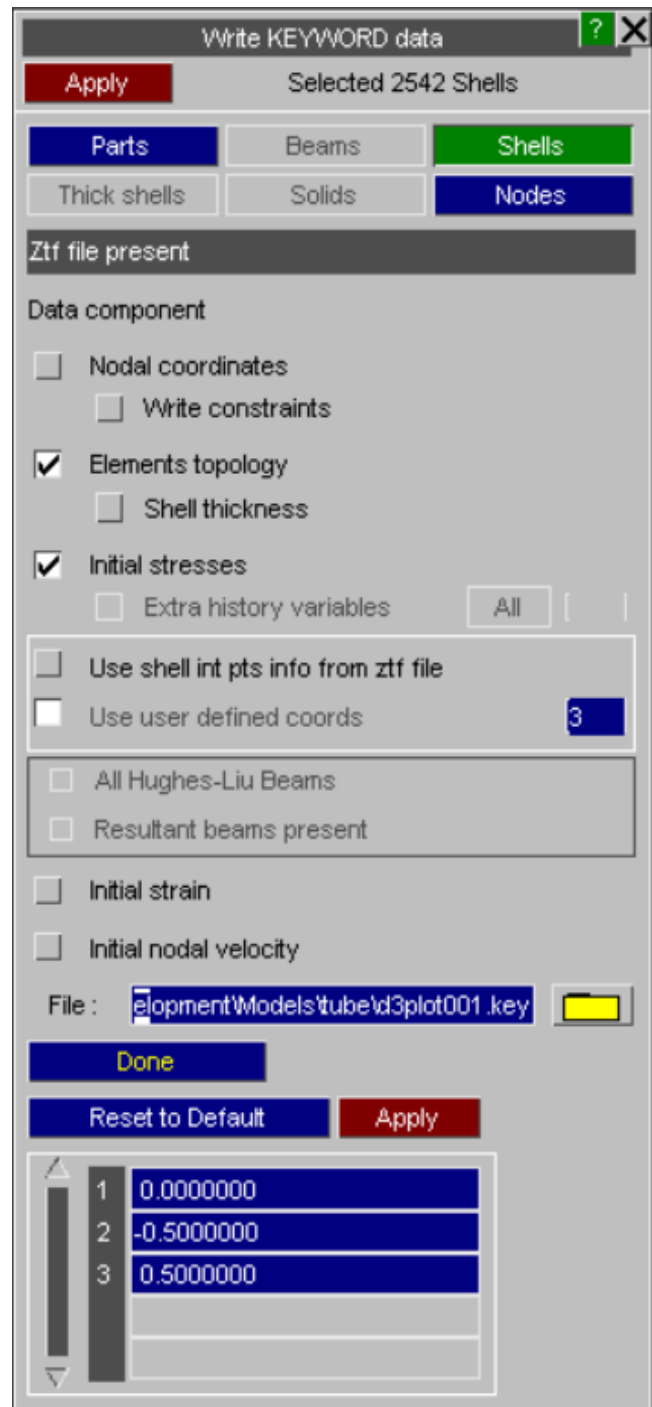 Write KEYWORD data ?
Apply Selected 2542 Shells
Parts Beams Shells
Thick shells Solids Nodes
Ztf file present
Data component
Nodal coordinates
Write constraints
Elements topology
Shell thickness
Initial stresses
Extra history variables All
Use shell int pts info from ztf file
Use user defined coords 3
All Hughes-Liu Beams
Resultant beams present
Initial strain
Initial nodal velocity
File : elopment\Models\tube\d3plot001.key
Done
Reset to Default Apply
1 0.0000000
2 -0.5000000
3 0.5000000